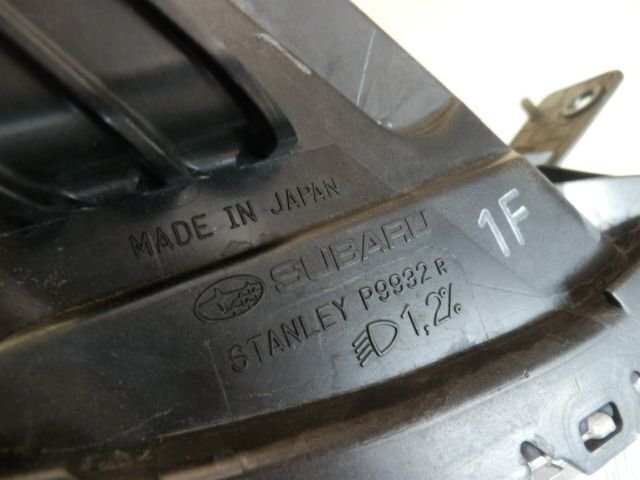 MADE IN JAPAN
SUBARU
STANLEY P9932 R
1,2%
1F